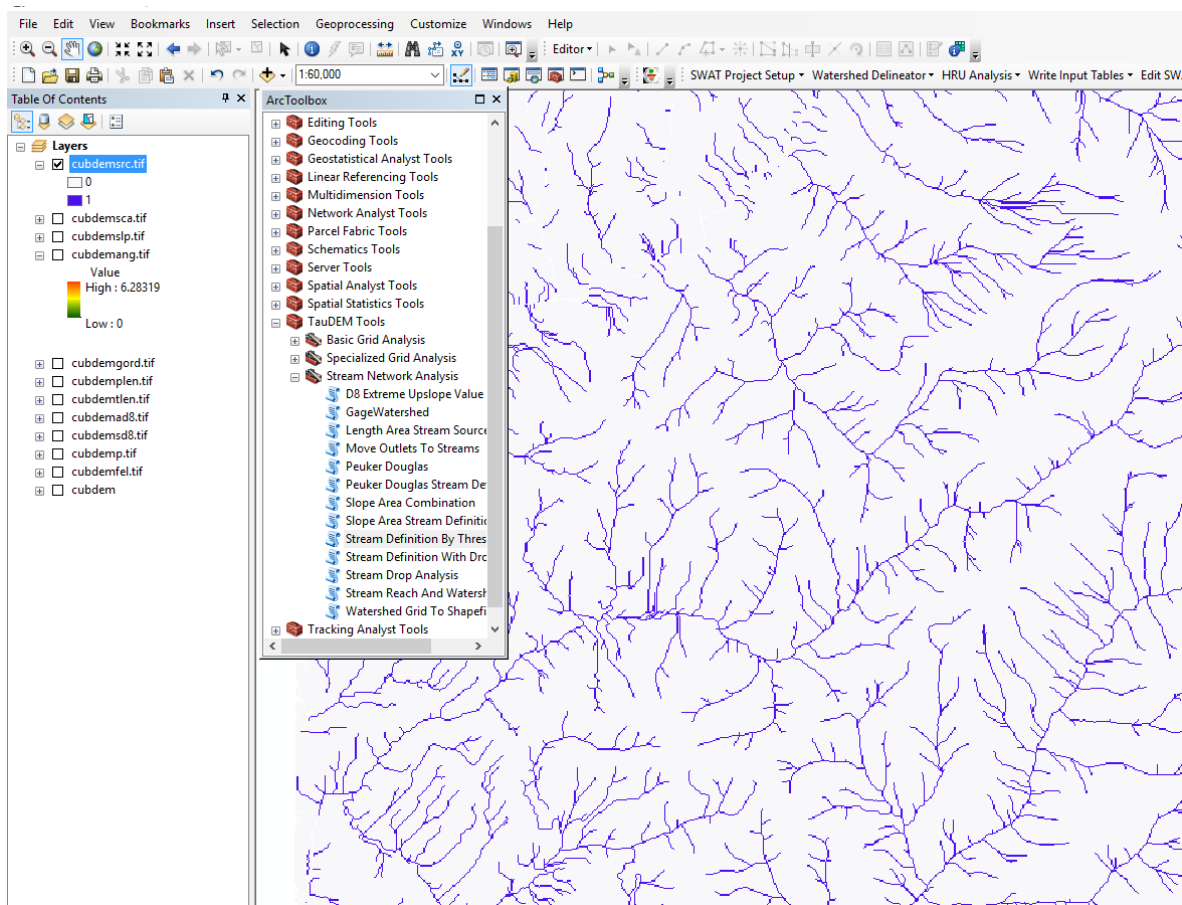 File Edit View Bookmarks Insert Selection Geoprocessing Customize Windows Help
Editor
1:60,000 SWAT Project Setup Watershed Delineator HRU Analysis Write Input Tables Edit SW
Table Of Contents
Layers
cubdemsrc.tif
0
1
cubdemsca.tif
cubdemslp.tif
cubdemang.tif
Value
High : 6.28319
Low : 0
cubdemgord.tif
cubdemplen.tif
cubdemtlen.tif
cubdemad8.tif
cubdemsd8.tif
cubdemp.tif
cubdemfel.tif
cubdem
ArcToolbox
Editing Tools
Geocoding Tools
Geostatistical Analyst Tools
Linear Referencing Tools
Multidimension Tools
Network Analyst Tools
Parcel Fabric Tools
Schematics Tools
Server Tools
Spatial Analyst Tools
Spatial Statistics Tools
TauDEM Tools
Basic Grid Analysis
Specialized Grid Analysis
Stream Network Analysis
D8 Extreme Upslope Value
GageWatershed
Length Area Stream Source
Move Outlets To Streams
Peuker Douglas
Peuker Douglas Stream De
Slope Area Combination
Slope Area Stream Definitio
Stream Definition By Thres
Stream Definition With Dro
Stream Drop Analysis
Stream Reach And Watersh
Watershed Grid To Shapefi
Tracking Analyst Tools